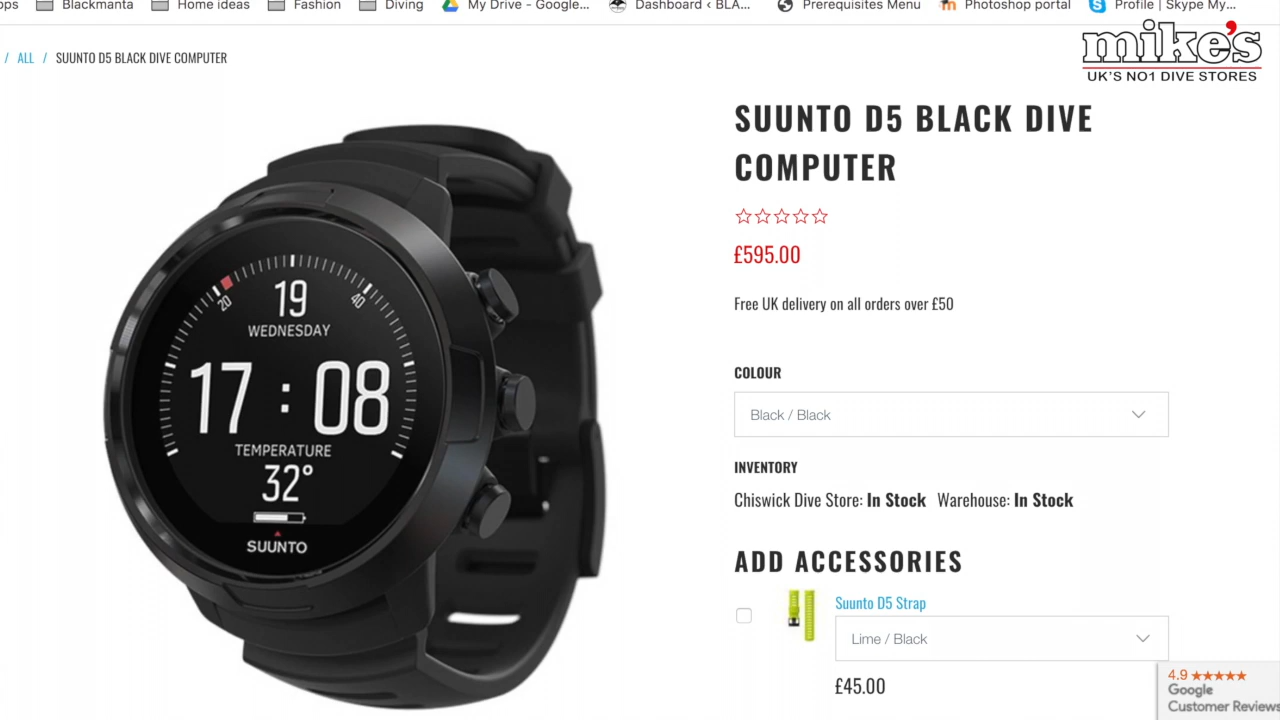 ops Blackmanta Home ideas Fashion Diving My Drive - Google... Dashboard ‹ BLA... Prerequisites Menu Photoshop portal Profile | Skype My...
mike's
UK'S NO1 DIVE STORES
/ ALL / SUUNTO D5 BLACK DIVE COMPUTER
SUUNTO D5 BLACK DIVE
COMPUTER
£595.00
Free UK delivery on all orders over £50
COLOUR
Black / Black
INVENTORY
Chiswick Dive Store: In Stock Warehouse: In Stock
ADD ACCESSORIES
Suunto D5 Strap
Lime / Black
£45.00
4.9 ★★★★★
Google
Customer Reviews
20 19 40
WEDNESDAY
17 : 08
TEMPERATURE
32°
SUUNTO